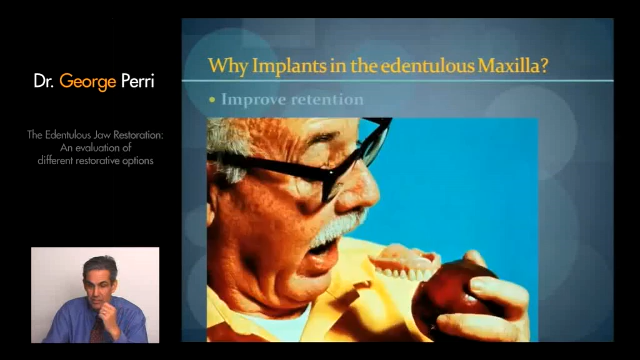 Dr. George Perri
The Edentulous Jaw Restoration:
An evaluation of
different restorative options
Why Implants in the edentulous Maxilla?
• Improve retention